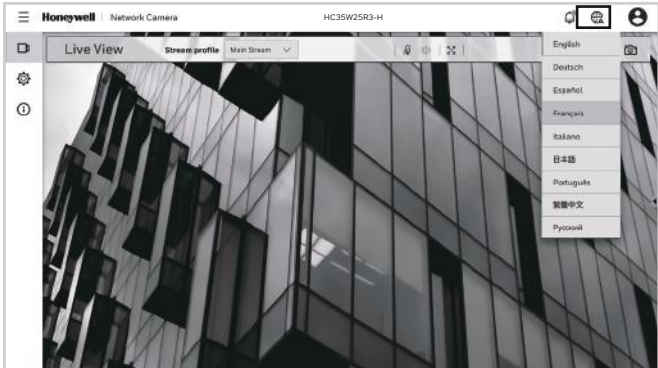 Honeywell | Network Camera
HC35W25R3-H
Live View
Stream profile
Main Stream
English
Deutsch
Español
Français
Italiano
日本語
Português
繁體中文
Русский